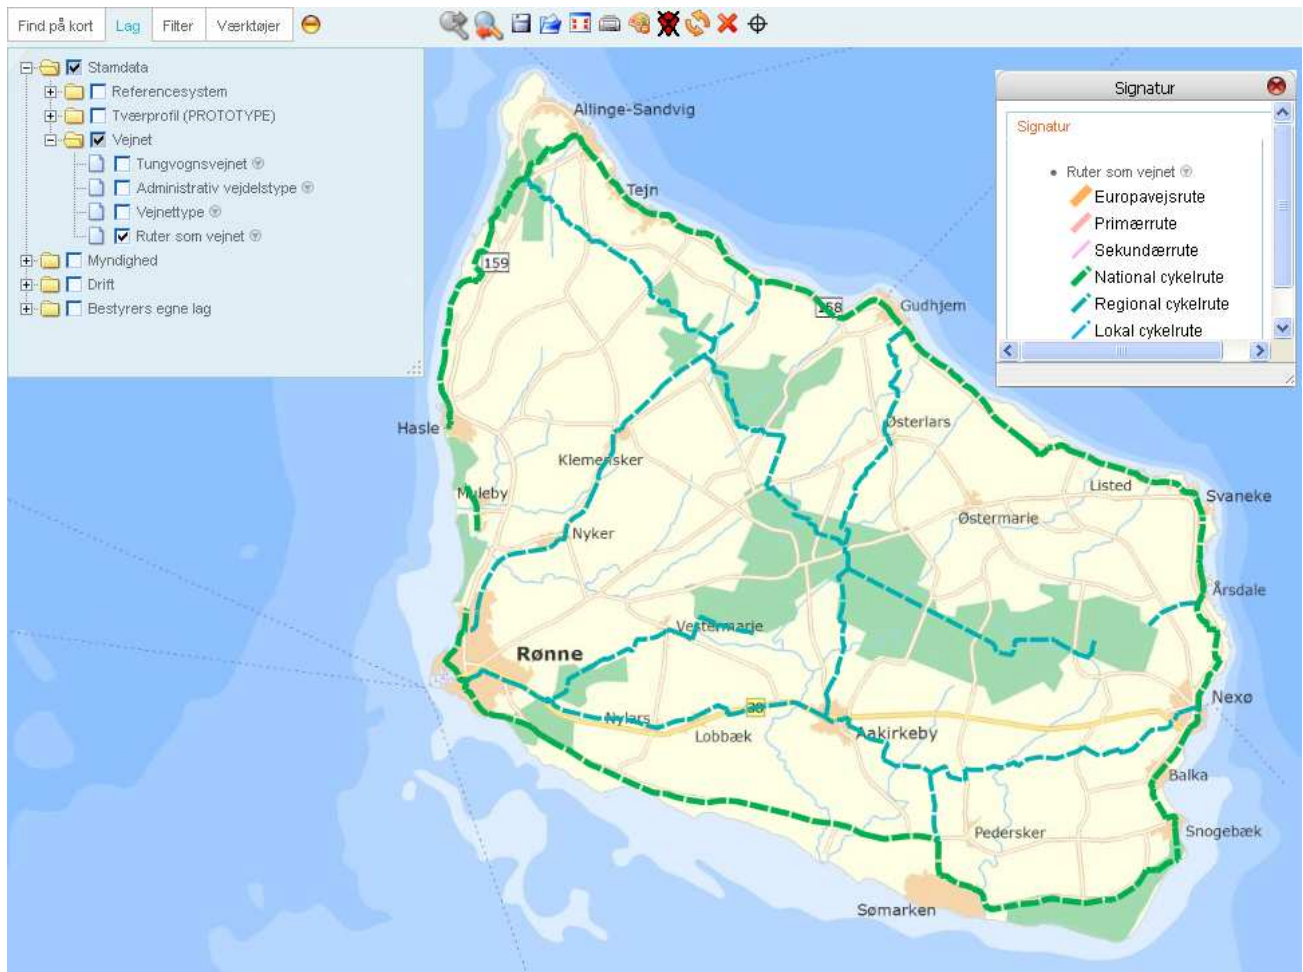 Find på kort Lag Filter Værktøjer
Stamdata
Referencesystem
Tværprofil (PROTOTYPE)
Vejnet
Tungvognsvejnet
Administrativ vejdelstype
Vejnettype
Ruter som vejnet
Myndighed
Drift
Bestyrers egne lag
Signatur
Signatur
Ruter som vejnet
Europavejsrute
Primærrute
Sekundærrute
National cykelrute
Regional cykelrute
Lokal cykelrute
Allinge-Sandvig
Tejn
159
158
Gudhjem
Hasle
Østerlars
Klemensker
Listed
Muleby
Svaneke
Østermarie
Nyker
Årsdale
Vestermarie
Rønne
Nexø
38
Nylars
Lobbæk
Aakirkeby
Balka
Pedersker
Snogebæk
Sømarken